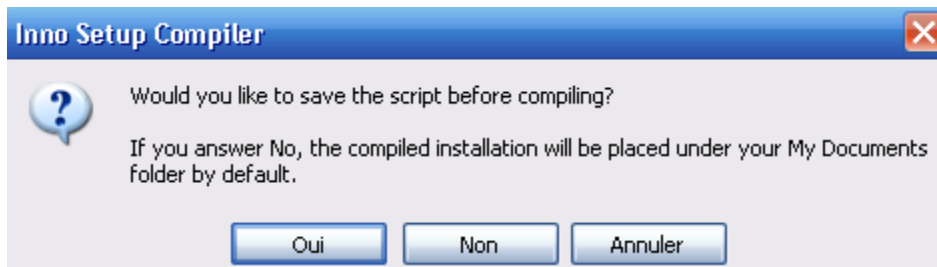 Inno Setup Compiler
Would you like to save the script before compiling?
If you answer No, the compiled installation will be placed under your My Documents
folder by default.
Oui Non Annuler